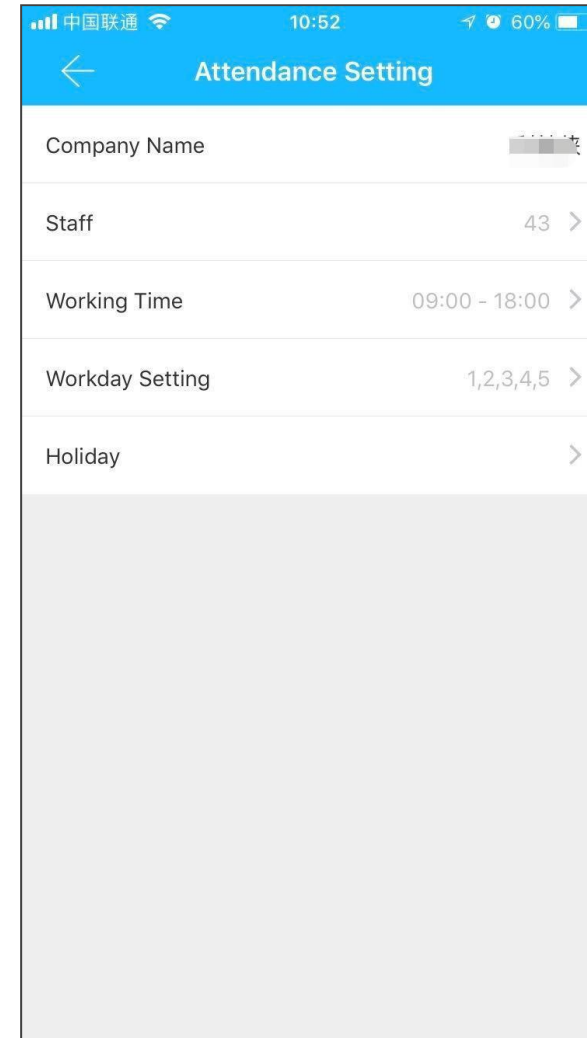 中国联通 10:52 60%
Attendance Setting
Company Name
Staff 43
Working Time 09:00 - 18:00
Workday Setting 1,2,3,4,5
Holiday